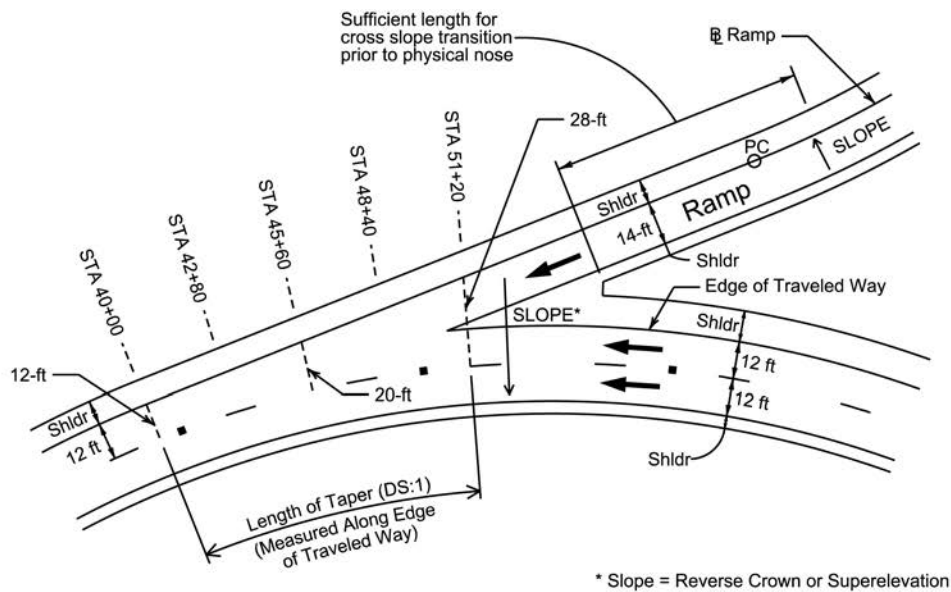 Sufficient length for
cross slope transition
prior to physical nose
BL Ramp
28-ft
STA 51+20
STA 48+40
STA 45+60
STA 42+80
STA 40+00
PC
SLOPE
Shldr
Ramp
14-ft
Shldr
Edge of Traveled Way
SLOPE*
Shldr
12 ft
12 ft
Shldr
12-ft
20-ft
Shldr
12 ft
Length of Taper (DS:1)
(Measured Along Edge
of Traveled Way)
* Slope = Reverse Crown or Superelevation